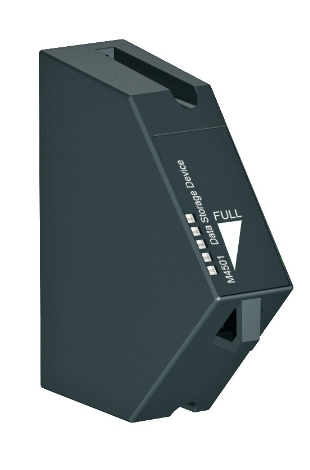 M4501 Data Storage Device
FULL